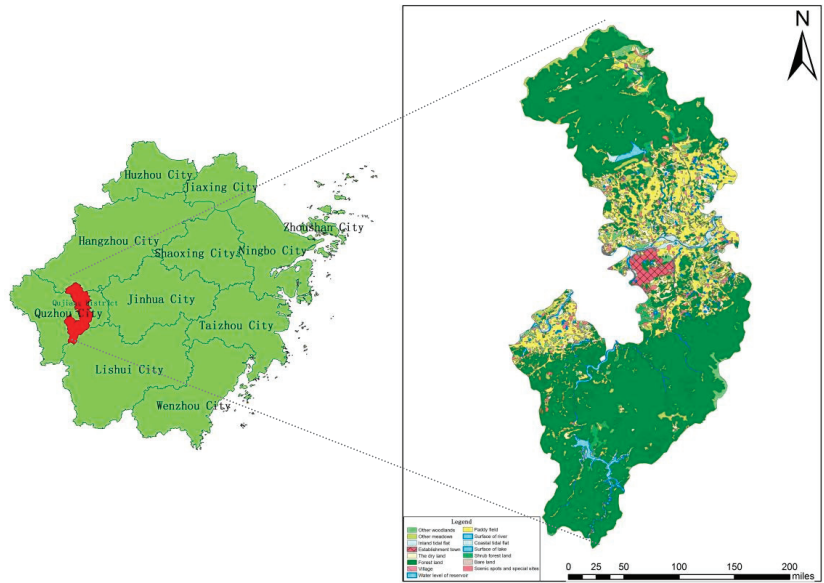 N
Huzhou City
Jiaxing City
Zhoushan City
Hangzhou City
Shaoxing City
Ningbo City
Qujiang District
Quzhou City
Jinhua City
Taizhou City
Lishui City
Wenzhou City
Legend
Other woodlands
Paddy field
Other meadows
Surface of river
Inland tidal flat
Coastal tidal flat
Establishment town
Surface of lake
The dry land
Shrub forest land
Forest land
Bare land
Village
Scenic spots and special sites
Water level of reservoir
0 25 50 100 150 200
miles